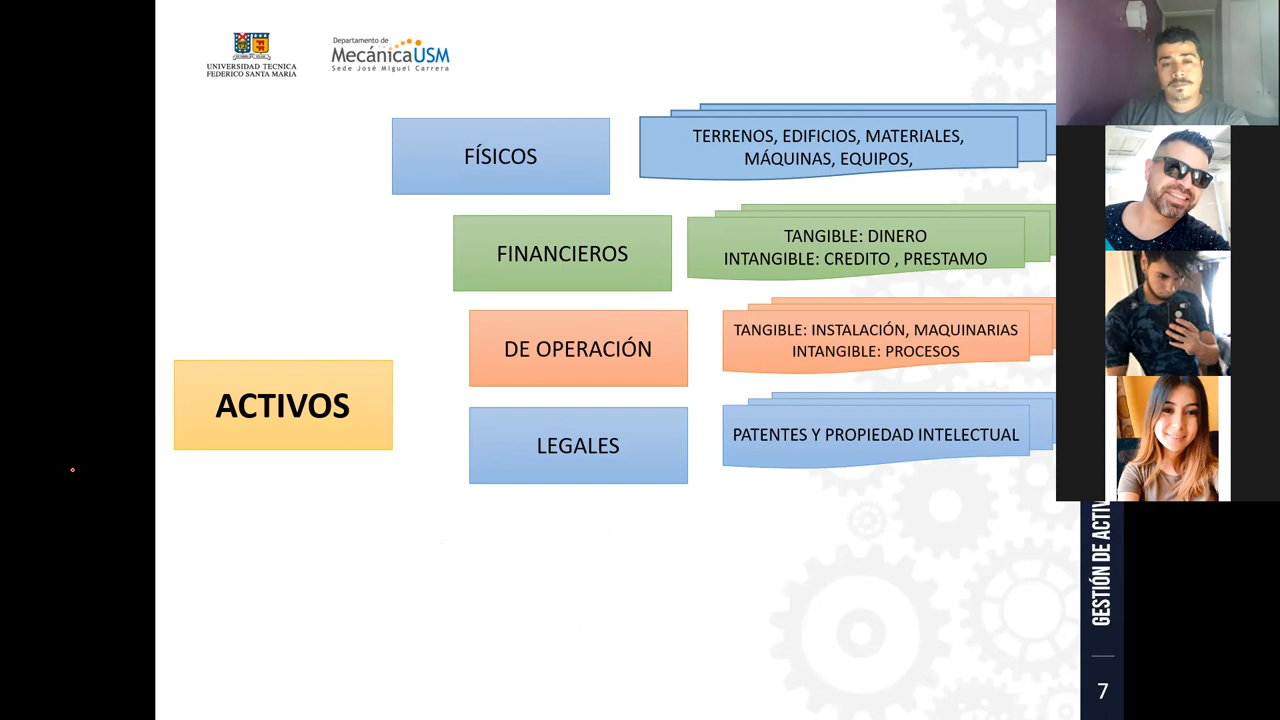 UNIVERSIDAD TECNICA
FEDERICO SANTA MARIA
Departamento de
MecánicaUSM
Sede José Miguel Carrera
FÍSICOS
TERRENOS, EDIFICIOS, MATERIALES,
MÁQUINAS, EQUIPOS,
FINANCIEROS
TANGIBLE: DINERO
INTANGIBLE: CREDITO , PRESTAMO
DE OPERACIÓN
TANGIBLE: INSTALACIÓN, MAQUINARIAS
INTANGIBLE: PROCESOS
ACTIVOS
LEGALES
PATENTES Y PROPIEDAD INTELECTUAL
GESTIÓN DE ACTIV
7